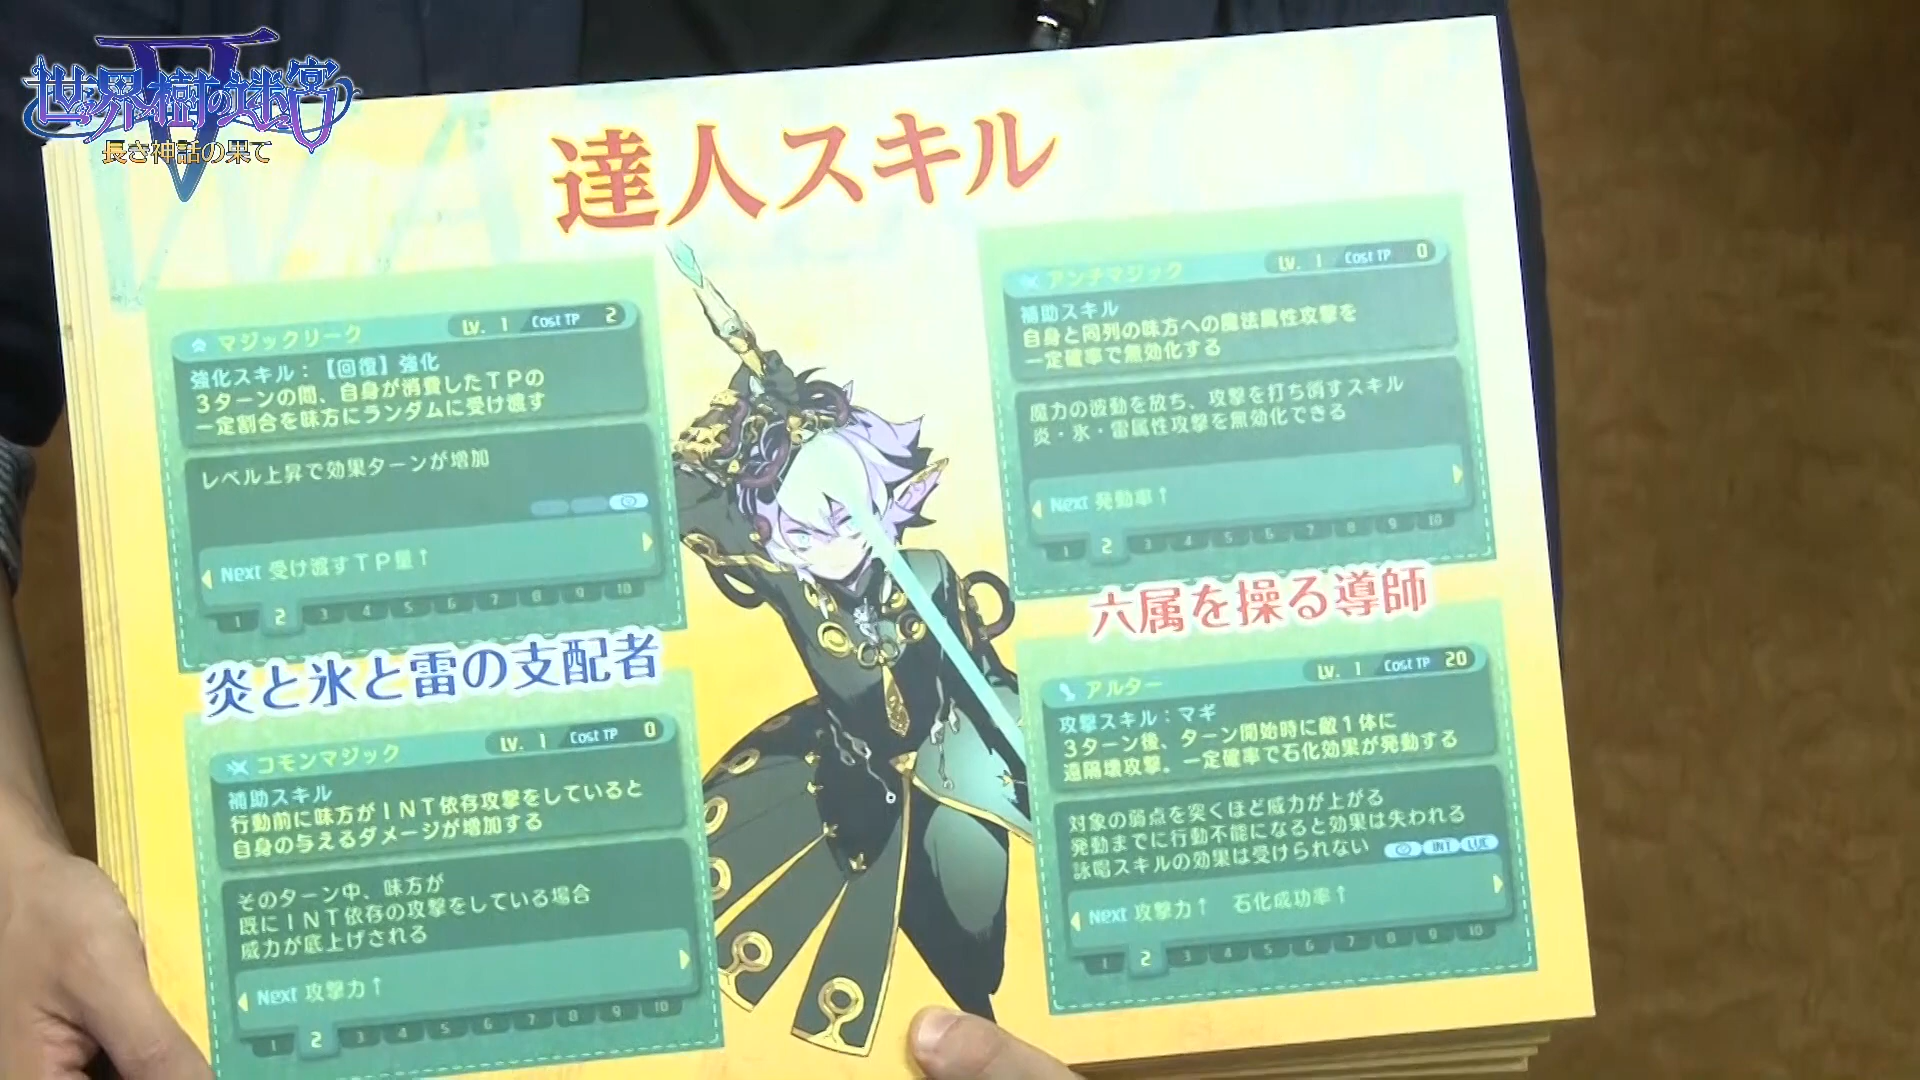 世界樹の迷宮V
長き神話の果て
達人スキル
マジックリーク Lv. 1 Cost TP 2
強化スキル：【回復】強化
3ターンの間、自身が消費したTPの
一定割合を味方にランダムに受け渡す
レベル上昇で効果ターンが増加
Next 受け渡すTP量↑
1 2 3 4 5 6 7 8 9 10
炎と氷と雷の支配者
コモンマジック Lv. 1 Cost TP 0
補助スキル
行動前に味方がINT依存攻撃をしていると
自身の与えるダメージが増加する
そのターン中、味方が
既にINT依存の攻撃をしている場合
威力が底上げされる
Next 攻撃力↑
1 2 3 4 5 6 7 8 9 10
アンチマジック Lv. 1 Cost TP 0
補助スキル
自身と同列の味方への魔法属性攻撃を
一定確率で無効化する
魔力の波動を放ち、攻撃を打ち消すスキル
炎・氷・雷属性攻撃を無効化できる
Next 発動率↑
1 2 3 4 5 6 7 8 9 10
六属を操る導師
アルター Lv. 1 Cost TP 20
攻撃スキル：マギ
3ターン後、ターン開始時に敵1体に
遠隔壊攻撃。一定確率で石化効果が発動する
対象の弱点を突くほど威力が上がる
発動までに行動不能になると効果は失われる
詠唱スキルの効果は受けられない INT LUC
Next 攻撃力↑ 石化成功率↑
1 2 3 4 5 6 7 8 9 10